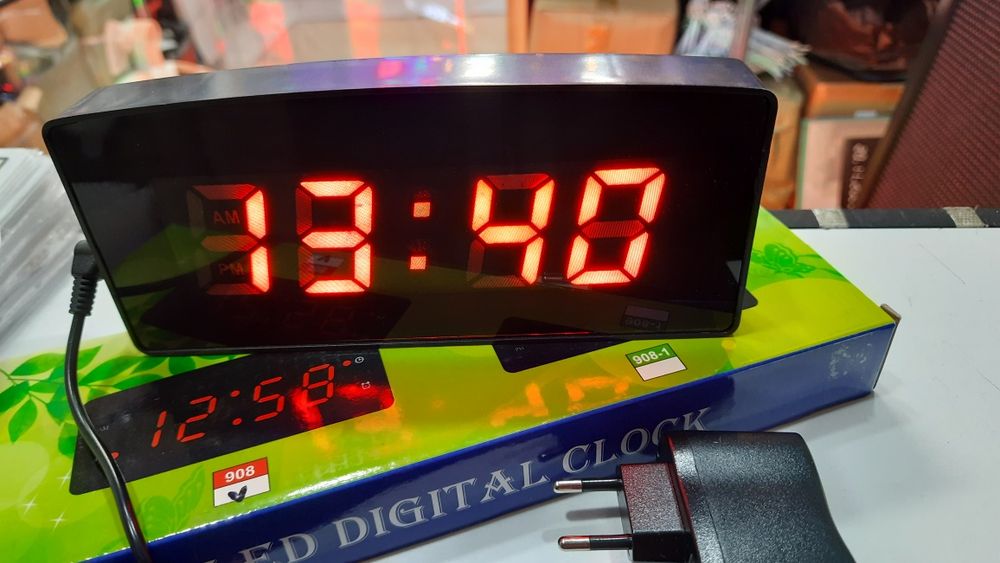 AM
PM
13:40
12:58
908
908-1
LED DIGITAL CLOCK